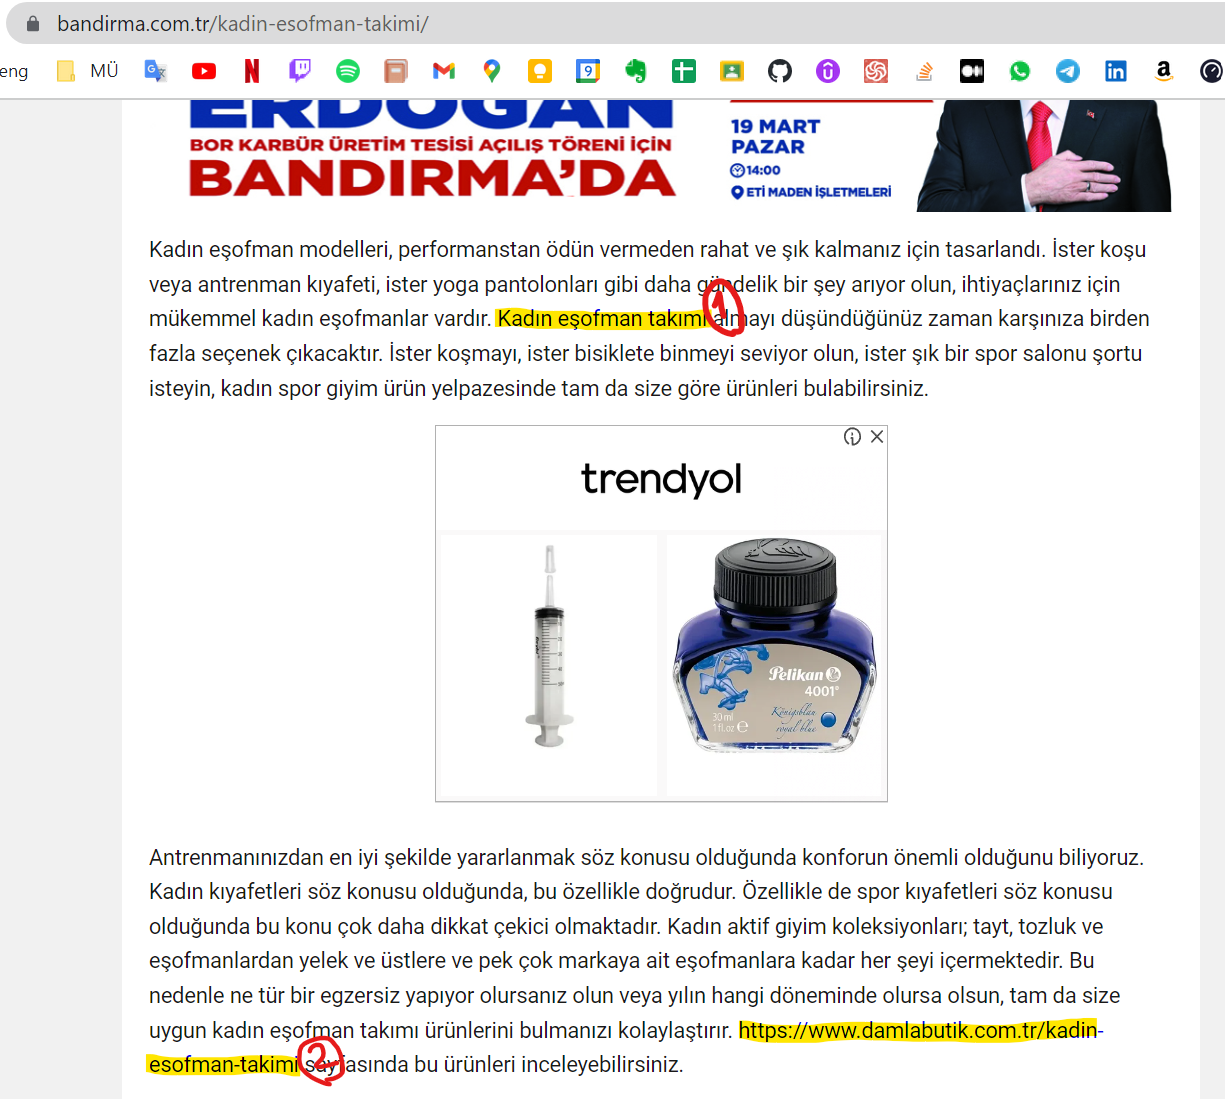 bandirma.com.tr/kadin-esofman-takimi/
eng MÜ 9
ERDOĞAN
BOR KARBÜR ÜRETİM TESİSİ AÇILIŞ TÖRENİ İÇİN
BANDIRMA'DA
19 MART
PAZAR
14:00
ETİ MADEN İŞLETMELERİ
Kadın eşofman modelleri, performanstan ödün vermeden rahat ve şık kalmanız için tasarlandı. İster koşu
veya antrenman kıyafeti, ister yoga pantolonları gibi daha gündelik bir şey arıyor olun, ihtiyaçlarınız için
mükemmel kadın eşofmanlar vardır. Kadın eşofman takımı almayı düşündüğünüz zaman karşınıza birden
1
fazla seçenek çıkacaktır. İster koşmayı, ister bisiklete binmeyi seviyor olun, ister şık bir spor salonu şortu
isteyin, kadın spor giyim ürün yelpazesinde tam da size göre ürünleri bulabilirsiniz.
trendyol
Pelikan
4001®
Königsblau
royal blue
30 ml
1 fl.oz ℮
Antrenmanınızdan en iyi şekilde yararlanmak söz konusu olduğunda konforun önemli olduğunu biliyoruz.
Kadın kıyafetleri söz konusu olduğunda, bu özellikle doğrudur. Özellikle de spor kıyafetleri söz konusu
olduğunda bu konu çok daha dikkat çekici olmaktadır. Kadın aktif giyim koleksiyonları; tayt, tozluk ve
eşofmanlardan yelek ve üstlere ve pek çok markaya ait eşofmanlara kadar her şeyi içermektedir. Bu
nedenle ne tür bir egzersiz yapıyor olursanız olun veya yılın hangi döneminde olursa olsun, tam da size
uygun kadın eşofman takımı ürünlerini bulmanızı kolaylaştırır. https://www.damlabutik.com.tr/kadin-
esofman-takimi sayfasında bu ürünleri inceleyebilirsiniz.
2